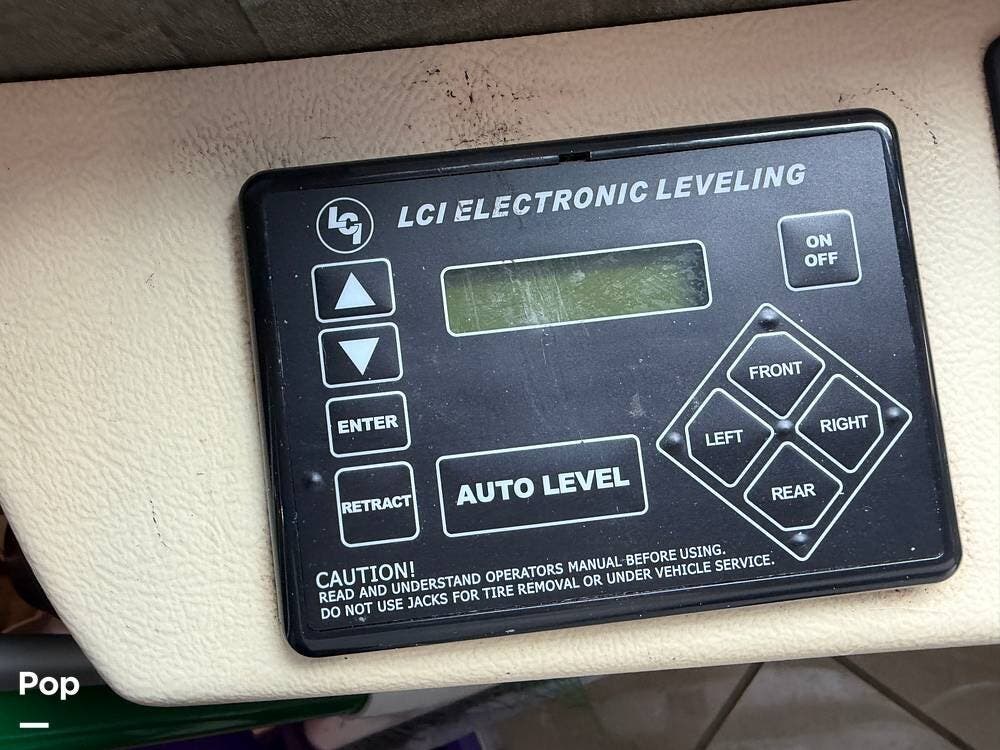 LCI
LCI ELECTRONIC LEVELING
ON
OFF
FRONT
LEFT
RIGHT
REAR
ENTER
RETRACT
AUTO LEVEL
CAUTION!
READ AND UNDERSTAND OPERATORS MANUAL BEFORE USING.
DO NOT USE JACKS FOR TIRE REMOVAL OR UNDER VEHICLE SERVICE.
Pop